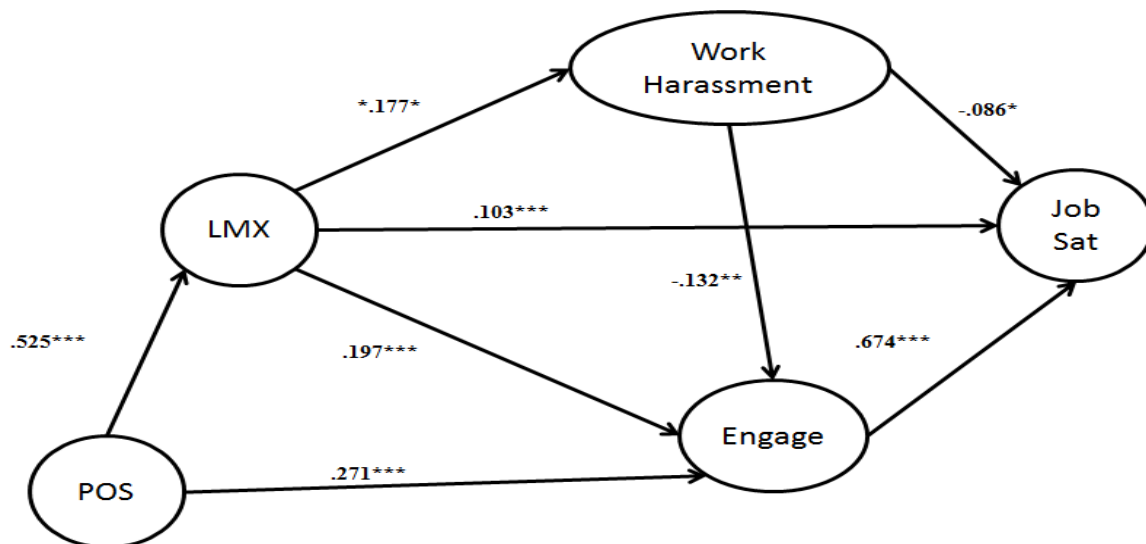 Work
Harassment
*.177*
-.086*
LMX
.103***
Job
Sat
-.132**
.525***
.197***
.674***
Engage
.271***
POS